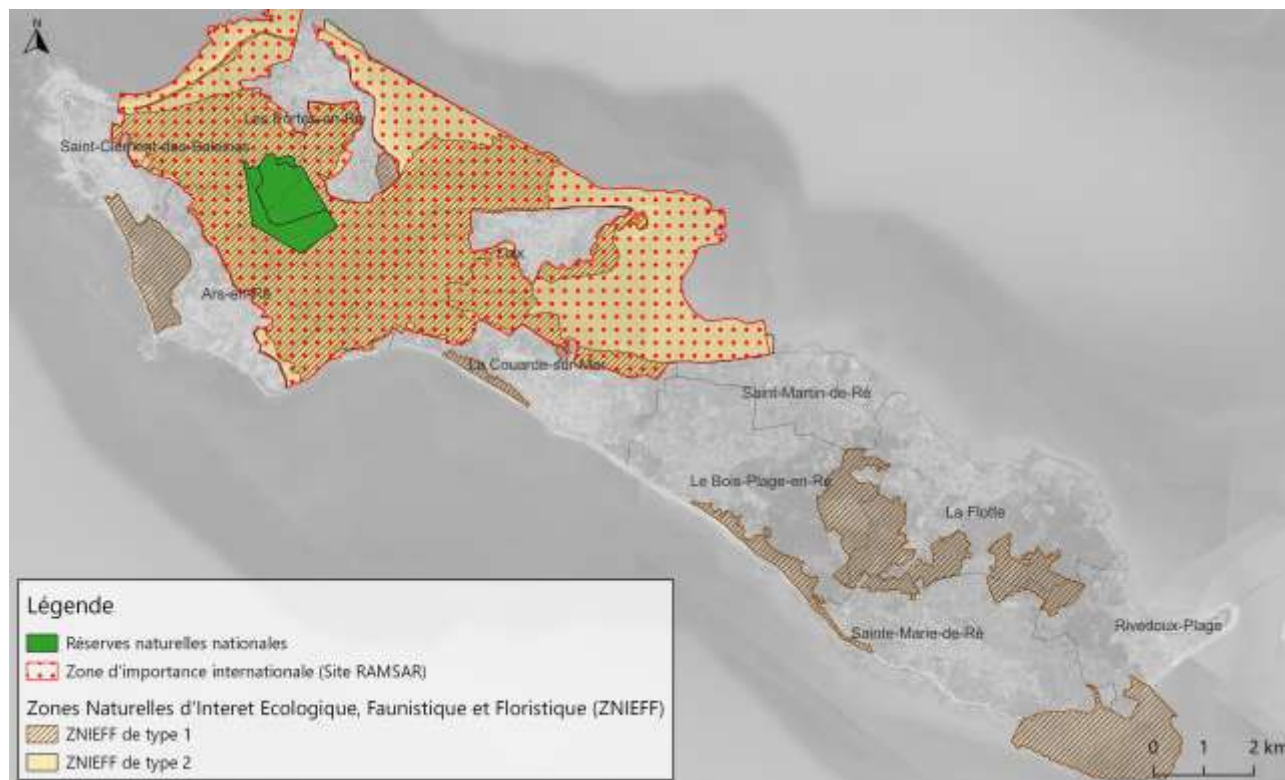 N
Les Portes-en-Ré
Saint-Clément-des-Baleines
Loix
Ars-en-Ré
La Couarde-sur-Mer
Saint-Martin-de-Ré
Le Bois-Plage-en-Ré
La Flotte
Rivedoux-Plage
Sainte-Marie-de-Ré
Légende
Réserves naturelles nationales
Zone d'importance internationale (Site RAMSAR)
Zones Naturelles d'Interet Ecologique, Faunistique et Floristique (ZNIEFF)
ZNIEFF de type 1
ZNIEFF de type 2
0 1 2 km